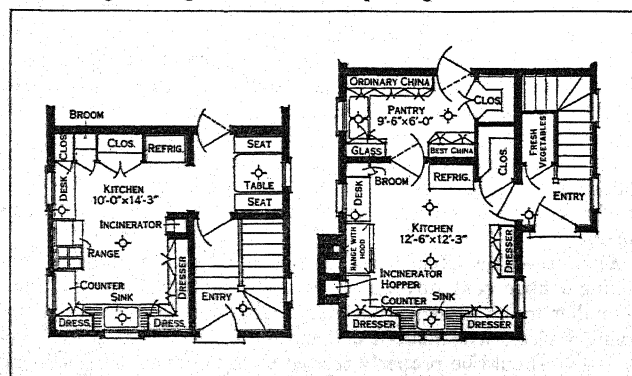 BROOM
CLOS.
CLOS.
REFRIG.
SEAT
TABLE
SEAT
DESK
KITCHEN
10'-0"x14'-3"
INCINERATOR
RANGE
COUNTER
SINK
DRESSER
DRESS.
DRESS.
ENTRY
ORDINARY CHINA
PANTRY
9'-6"x6'-0"
CLOS.
GLASS
BEST CHINA
FRESH
VEGETABLES
CLOS.
BROOM
REFRIG.
DESK
KITCHEN
12'-6"x12'-3"
RANGE WITH
HOOD
ENTRY
DRESSER
INCINERATOR
HOPPER
COUNTER
SINK
DRESSER
DRESSER